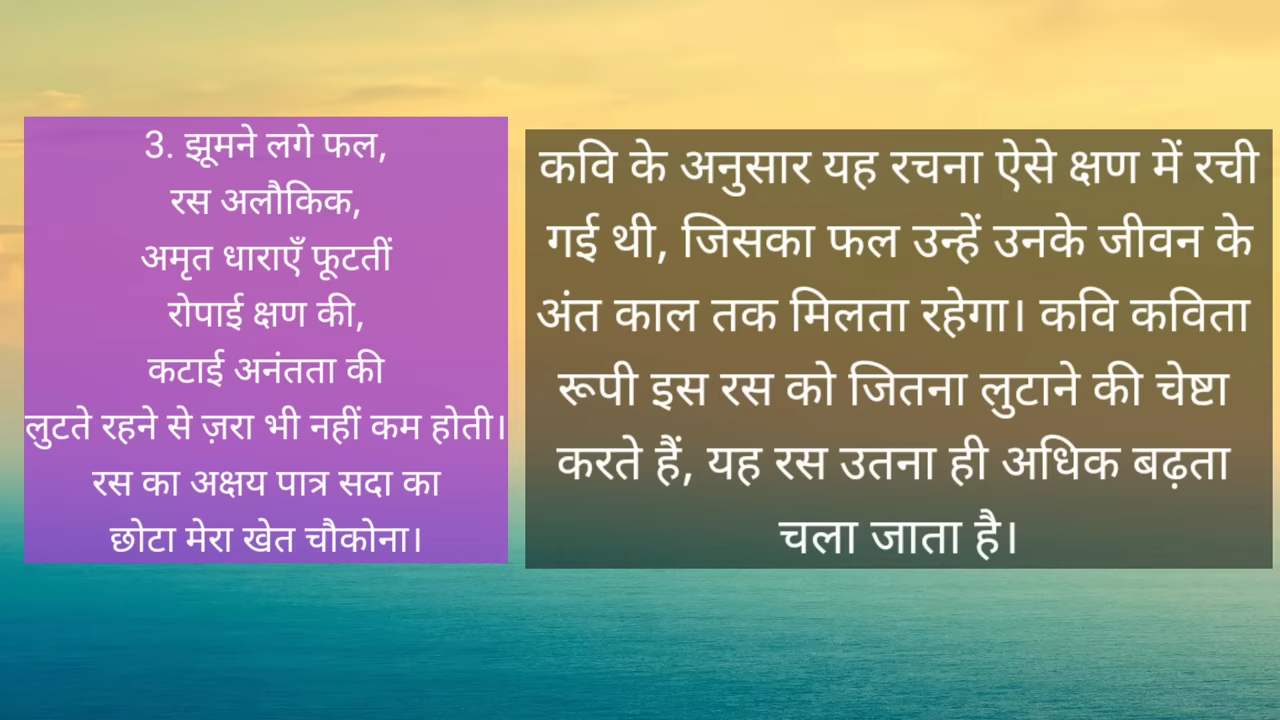 3. झूमने लगे फल,
रस अलौकिक,
अमृत धाराएँ फूटतीं
रोपाई क्षण की,
कटाई अनंतता की
लुटते रहने से ज़रा भी नहीं कम होती।
रस का अक्षय पात्र सदा का
छोटा मेरा खेत चौकोना।
कवि के अनुसार यह रचना ऐसे क्षण में रची
गई थी, जिसका फल उन्हें उनके जीवन के
अंत काल तक मिलता रहेगा। कवि कविता
रूपी इस रस को जितना लुटाने की चेष्टा
करते हैं, यह रस उतना ही अधिक बढ़ता
चला जाता है।